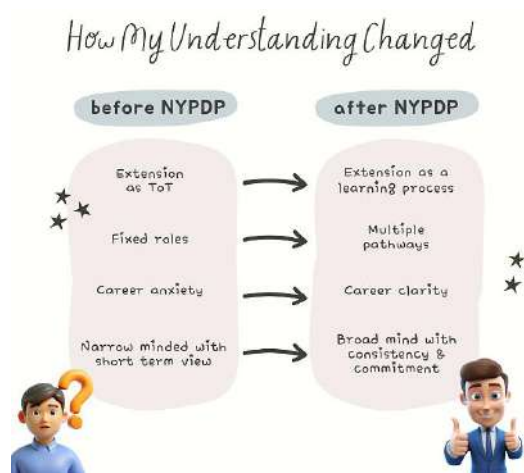 How My Understanding Changed
before NYPDP
after NYPDP
Extension
as ToT
Extension as a
learning process
Fixed roles
Multiple
pathways
Career anxiety
Career clarity
Narrow minded with
short term view
Broad mind with
consistency &
commitment